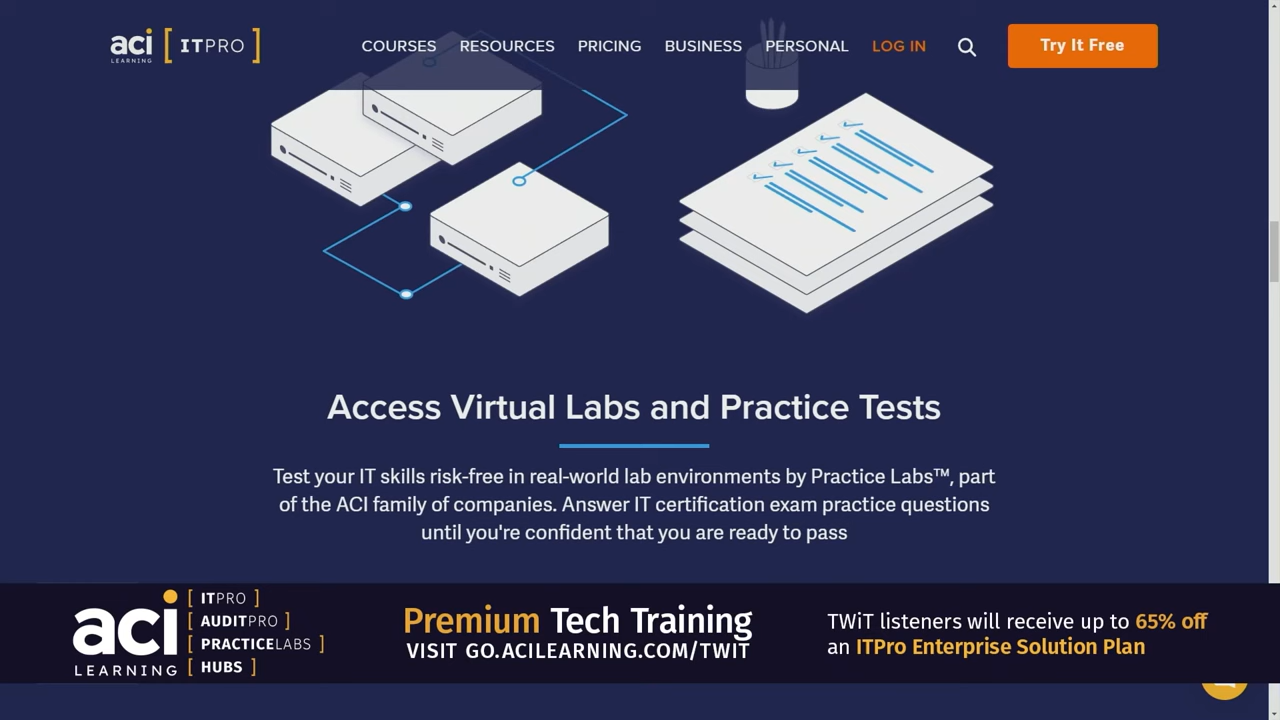 aci [ ITPRO ]
LEARNING
COURSES RESOURCES PRICING BUSINESS PERSONAL LOG IN Try It Free
Access Virtual Labs and Practice Tests
Test your IT skills risk-free in real-world lab environments by Practice Labs™, part
of the ACI family of companies. Answer IT certification exam practice questions
until you're confident that you are ready to pass
aci
LEARNING
[ ITPRO ]
[ AUDITPRO ]
[ PRACTICELABS ]
[ HUBS ]
Premium Tech Training
VISIT GO.ACILEARNING.COM/TWIT
TWiT listeners will receive up to 65% off
an ITPro Enterprise Solution Plan